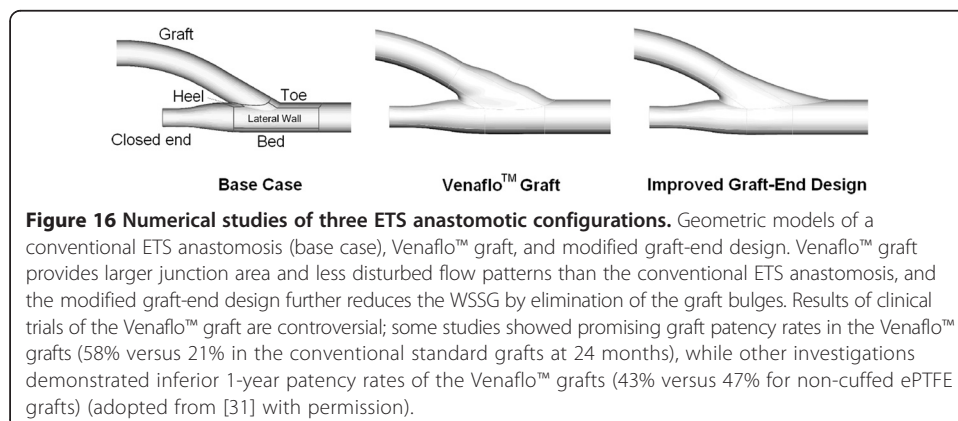 Graft
Heel
Toe
Lateral Wall
Closed end
Bed
Base Case
Venaflo™ Graft
Improved Graft-End Design
Figure 16 Numerical studies of three ETS anastomotic configurations. Geometric models of a
conventional ETS anastomosis (base case), Venaflo™ graft, and modified graft-end design. Venaflo™ graft
provides larger junction area and less disturbed flow patterns than the conventional ETS anastomosis, and
the modified graft-end design further reduces the WSSG by elimination of the graft bulges. Results of clinical
trials of the Venaflo™ graft are controversial; some studies showed promising graft patency rates in the Venaflo™
grafts (58% versus 21% in the conventional standard grafts at 24 months), while other investigations
demonstrated inferior 1-year patency rates of the Venaflo™ grafts (43% versus 47% for non-cuffed ePTFE
grafts) (adopted from [31] with permission).